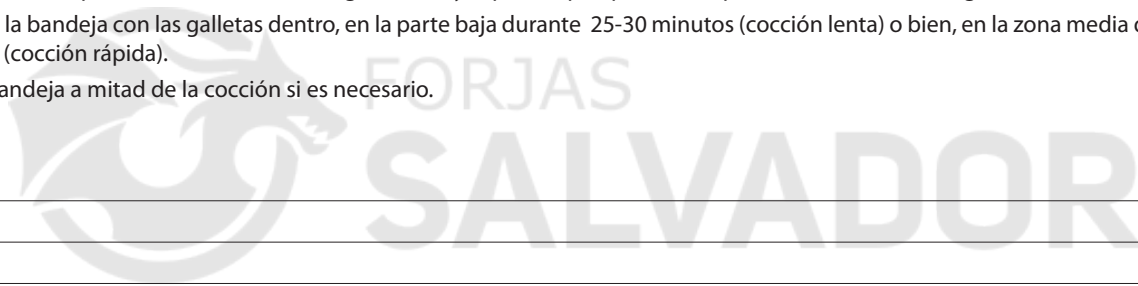 la bandeja con las galletas dentro, en la parte baja durante 25-30 minutos (cocción lenta) o bien, en la zona media
(cocción rápida).
andeja a mitad de la cocción si es necesario.
FORJAS
SALVADOR